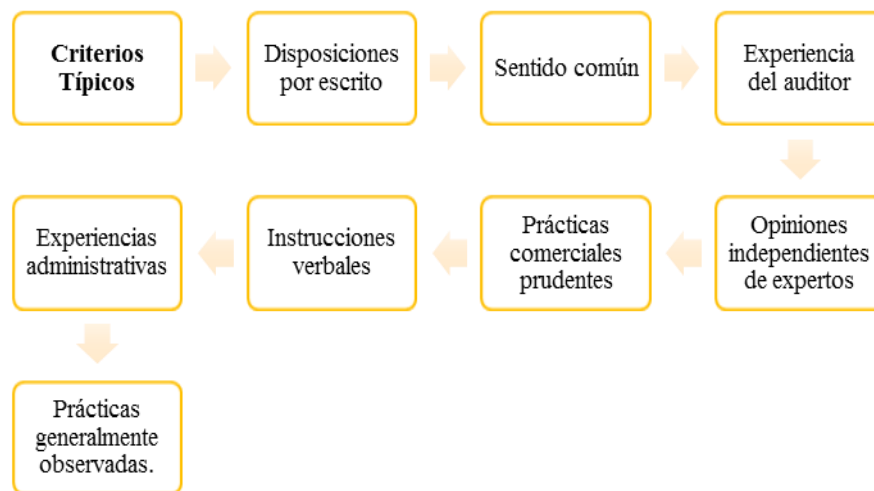 Criterios
Típicos
Disposiciones
por escrito
Sentido común
Experiencia
del auditor
Opiniones
independientes
de expertos
Prácticas
comerciales
prudentes
Instrucciones
verbales
Experiencias
administrativas
Prácticas
generalmente
observadas.